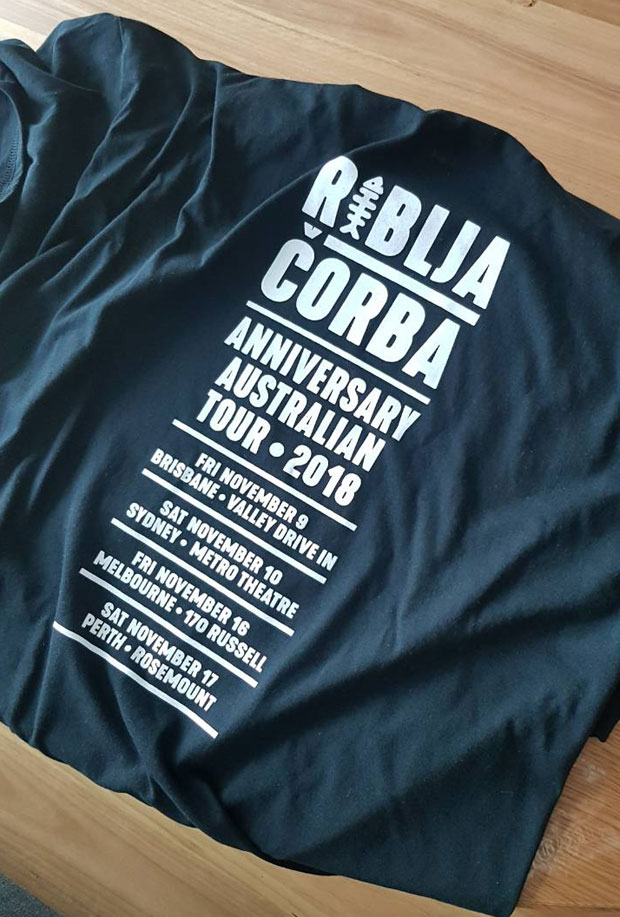 RIBLJA
ČORBA
ANNIVERSARY
AUSTRALIAN
TOUR • 2018
FRI NOVEMBER 9
BRISBANE • VALLEY DRIVE IN
SAT NOVEMBER 10
SYDNEY • METRO THEATRE
FRI NOVEMBER 16
MELBOURNE • 170 RUSSELL
SAT NOVEMBER 17
PERTH • ROSEMOUNT